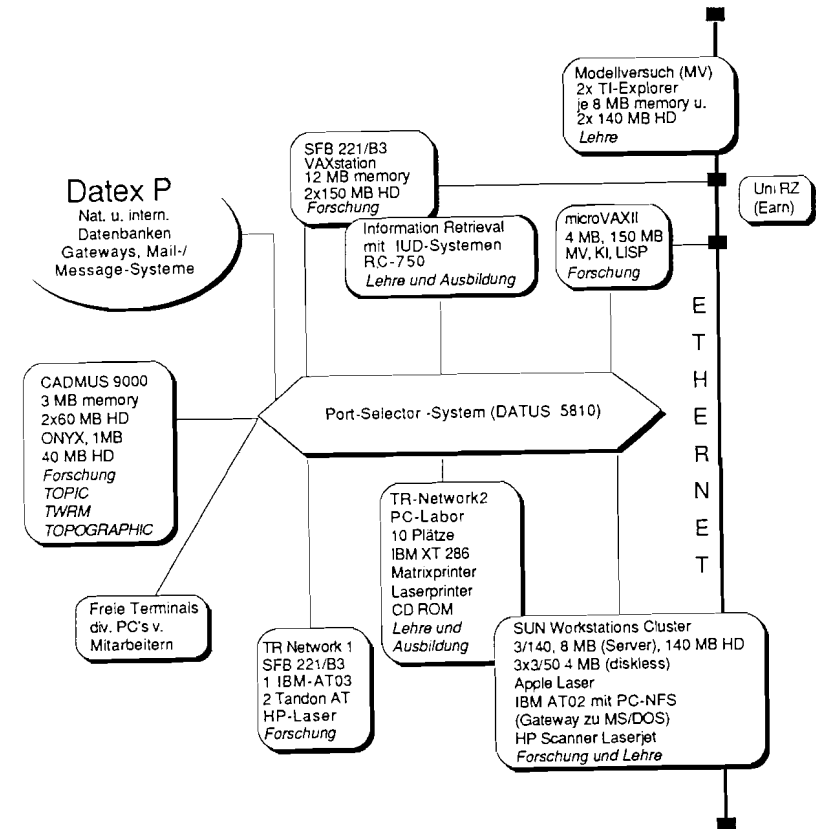 Modellversuch (MV)
2x TI-Explorer
je 8 MB memory u.
2x 140 MB HD
Lehre
SFB 221/B3
VAXstation
12 MB memory
2x150 MB HD
Forschung
Datex P
Nat. u. intern.
Datenbanken
Gateways, Mail-/
Message-Systeme
Uni RZ
(Earn)
Information Retrieval
mit IUD-Systemen
RC-750
Lehre und Ausbildung
microVAXII
4 MB, 150 MB
MV, KI, LISP
Forschung
ETHERNET
CADMUS 9000
3 MB memory
2x60 MB HD
ONYX, 1MB
40 MB HD
Forschung
TOPIC
TWRM
TOPOGRAPHIC
Port-Selector -System (DATUS 5810)
TR-Network2
PC-Labor
10 Plätze
IBM XT 286
Matrixprinter
Laserprinter
CD ROM
Lehre und
Ausbildung
Freie Terminals
div. PC's v.
Mitarbeitern
TR Network 1
SFB 221/B3
1 IBM-AT03
2 Tandon AT
HP-Laser
Forschung
SUN Workstations Cluster
3/140, 8 MB (Server), 140 MB HD
3x3/50 4 MB (diskless)
Apple Laser
IBM AT02 mit PC-NFS
(Gateway zu MS/DOS)
HP Scanner Laserjet
Forschung und Lehre